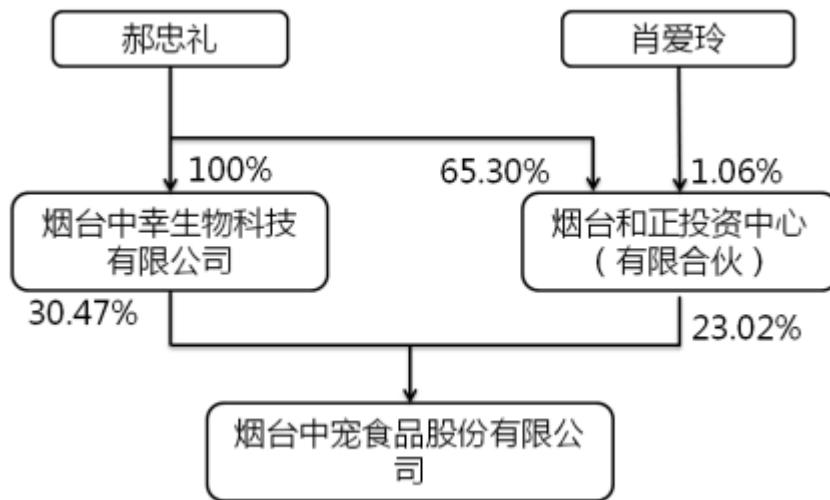 郝忠礼
肖爱玲
100%
65.30%
1.06%
烟台中幸生物科技
有限公司
烟台和正投资中心
（有限合伙）
30.47%
23.02%
烟台中宠食品股份有限公
司